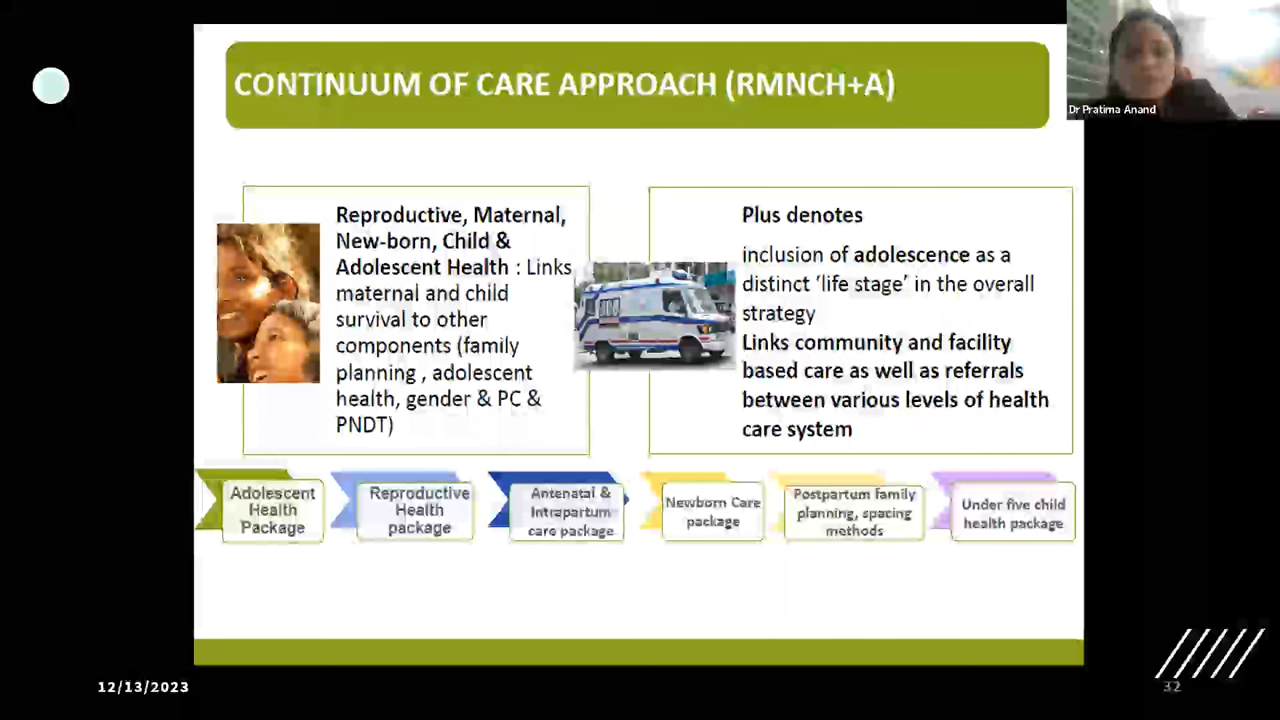 CONTINUUM OF CARE APPROACH (RMNCH+A)
Dr Pratima Anand
Reproductive, Maternal,
New-born, Child &
Adolescent Health : Links
maternal and child
survival to other
components (family
planning , adolescent
health, gender & PC &
PNDT)
Plus denotes
inclusion of adolescence as a
distinct ‘life stage’ in the overall
strategy
Links community and facility
based care as well as referrals
between various levels of health
care system
Adolescent
Health
Package
Reproductive
Health
package
Antenatal &
Intrapartum
care package
Newborn Care
package
Postpartum family
planning, spacing
methods
Under five child
health package
12/13/2023
32